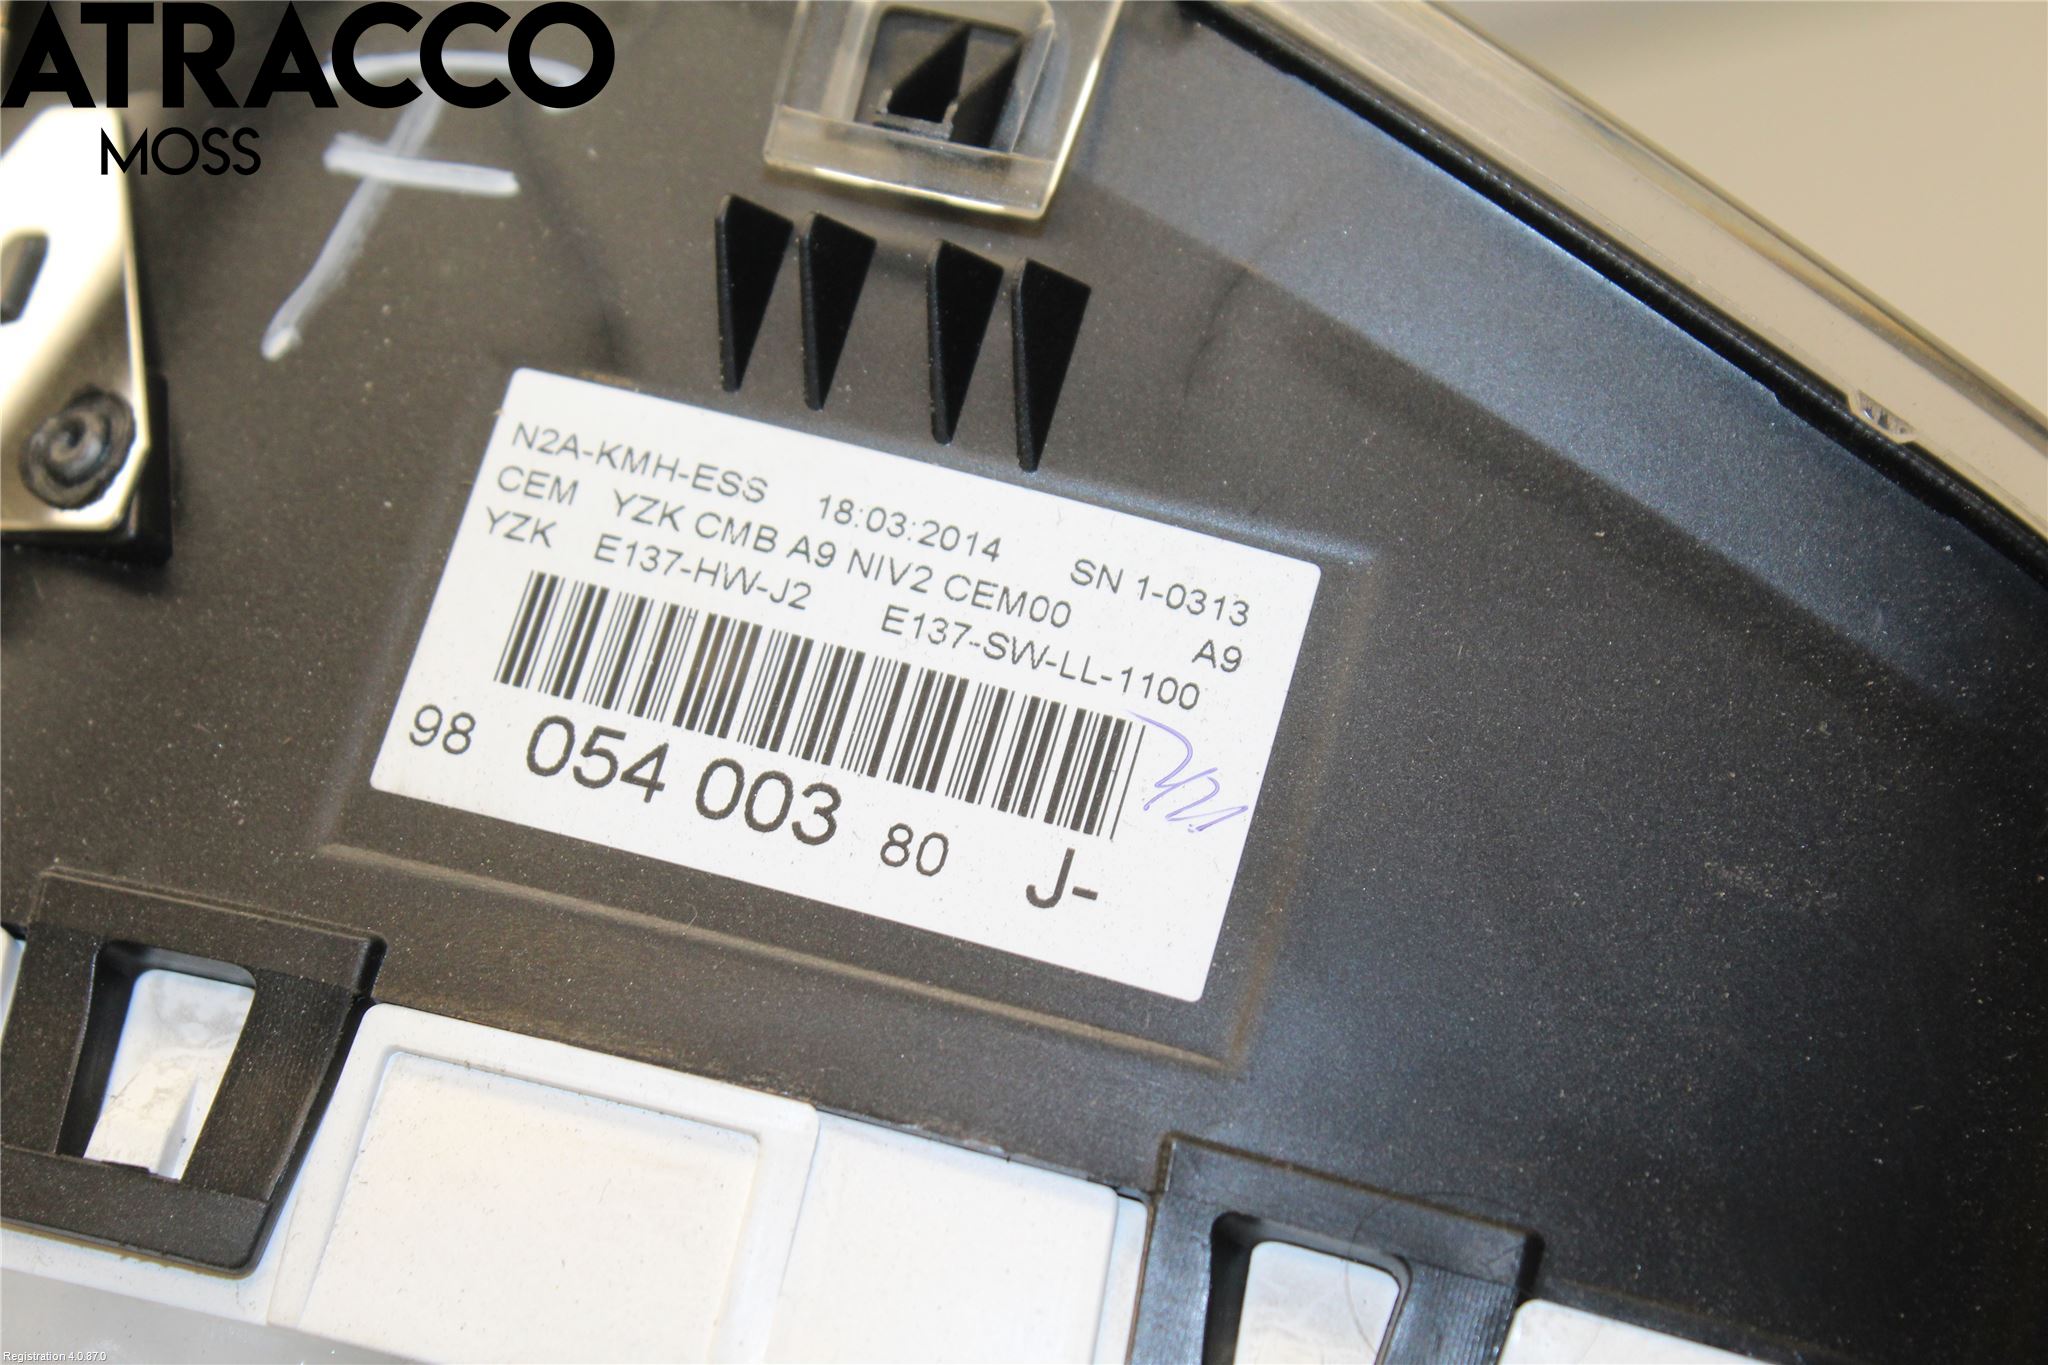 ATRACCO
MOSS
N2A-KMH-ESS 18:03:2014 SN 1-0313
CEM YZK CMB A9 NIV2 CEM00 A9
YZK E137-HW-J2 E137-SW-LL-1100
98 054 003 80 J-
Registration 4.0.87.0